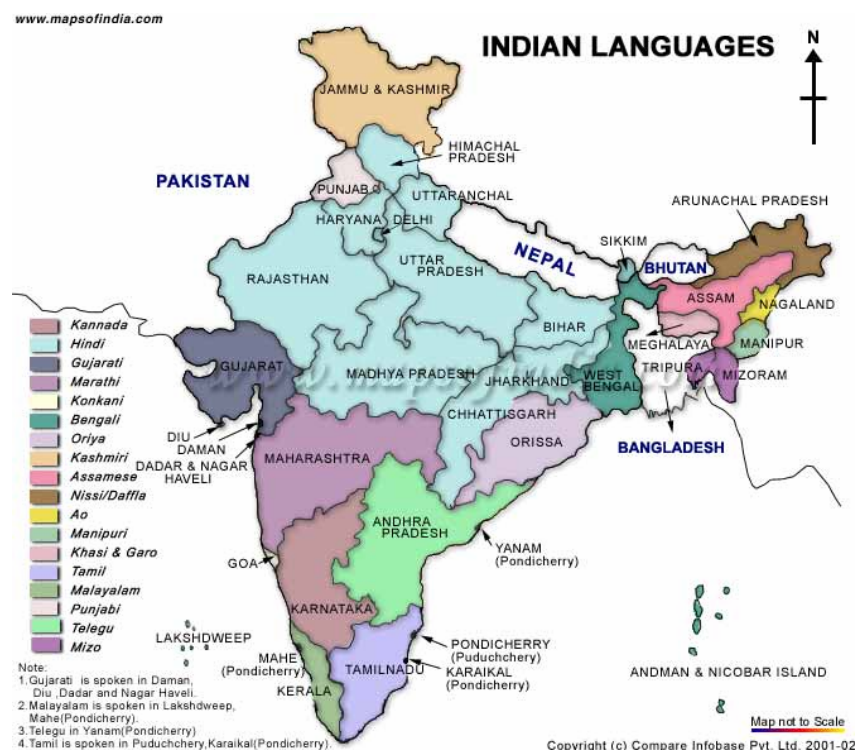 www.mapsofindia.com
INDIAN LANGUAGES
N
JAMMU & KASHMIR
HIMACHAL
PRADESH
PAKISTAN
PUNJAB
UTTARANCHAL
ARUNACHAL PRADESH
HARYANA
DELHI
NEPAL
SIKKIM
BHUTAN
RAJASTHAN
UTTAR
PRADESH
ASSAM
NAGALAND
BIHAR
MEGHALAYA
MANIPUR
GUJARAT
MADHYA PRADESH
JHARKHAND
WEST
BENGAL
TRIPURA
MIZORAM
CHHATTISGARH
ORISSA
BANGLADESH
DIU
DAMAN
DADAR & NAGAR
HAVELI
MAHARASHTRA
ANDHRA
PRADESH
YANAM
(Pondicherry)
GOA
KARNATAKA
LAKSHDWEEP
MAHE
(Pondicherry)
KERALA
TAMILNADU
PONDICHERRY
(Puduchchery)
KARAIKAL
(Pondicherry)
ANDMAN & NICOBAR ISLAND
Kannada
Hindi
Gujarati
Marathi
Konkani
Bengali
Oriya
Kashmiri
Assamese
Nissi/Daffla
Ao
Manipuri
Khasi & Garo
Tamil
Malayalam
Punjabi
Telegu
Mizo
Note:
1.Gujarati is spoken in Daman,
Diu ,Dadar and Nagar Haveli.
2.Malayalam is spoken in Lakshdweep,
Mahe(Pondicherry).
3.Telegu in Yanam(Pondicherry)
4.Tamil is spoken in Puduchchery,Karaikal(Pondicherry).
Map not to Scale
Copyright (c) Compare Infobase Pvt. Ltd. 2001-02